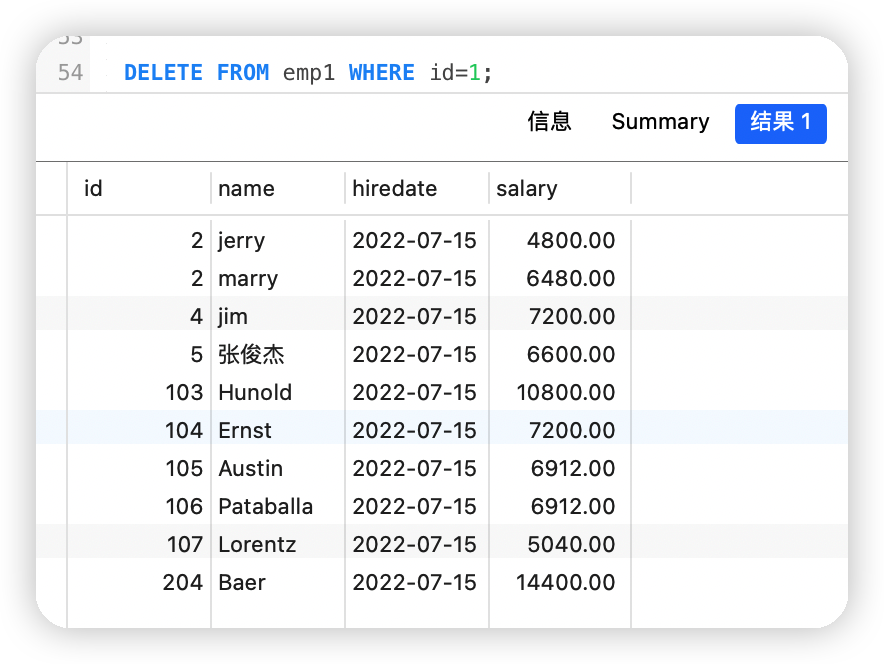 53
54 DELETE FROM emp1 WHERE id=1;
信息 Summary 结果 1
id name hiredate salary
2 jerry 2022-07-15 4800.00
2 marry 2022-07-15 6480.00
4 jim 2022-07-15 7200.00
5 张俊杰 2022-07-15 6600.00
103 Hunold 2022-07-15 10800.00
104 Ernst 2022-07-15 7200.00
105 Austin 2022-07-15 6912.00
106 Pataballa 2022-07-15 6912.00
107 Lorentz 2022-07-15 5040.00
204 Baer 2022-07-15 14400.00